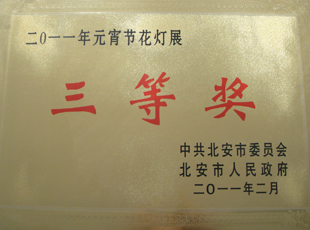 二〇一一年元宵节花灯展
三等奖
中共北安市委员会
北安市人民政府
二〇一一年二月